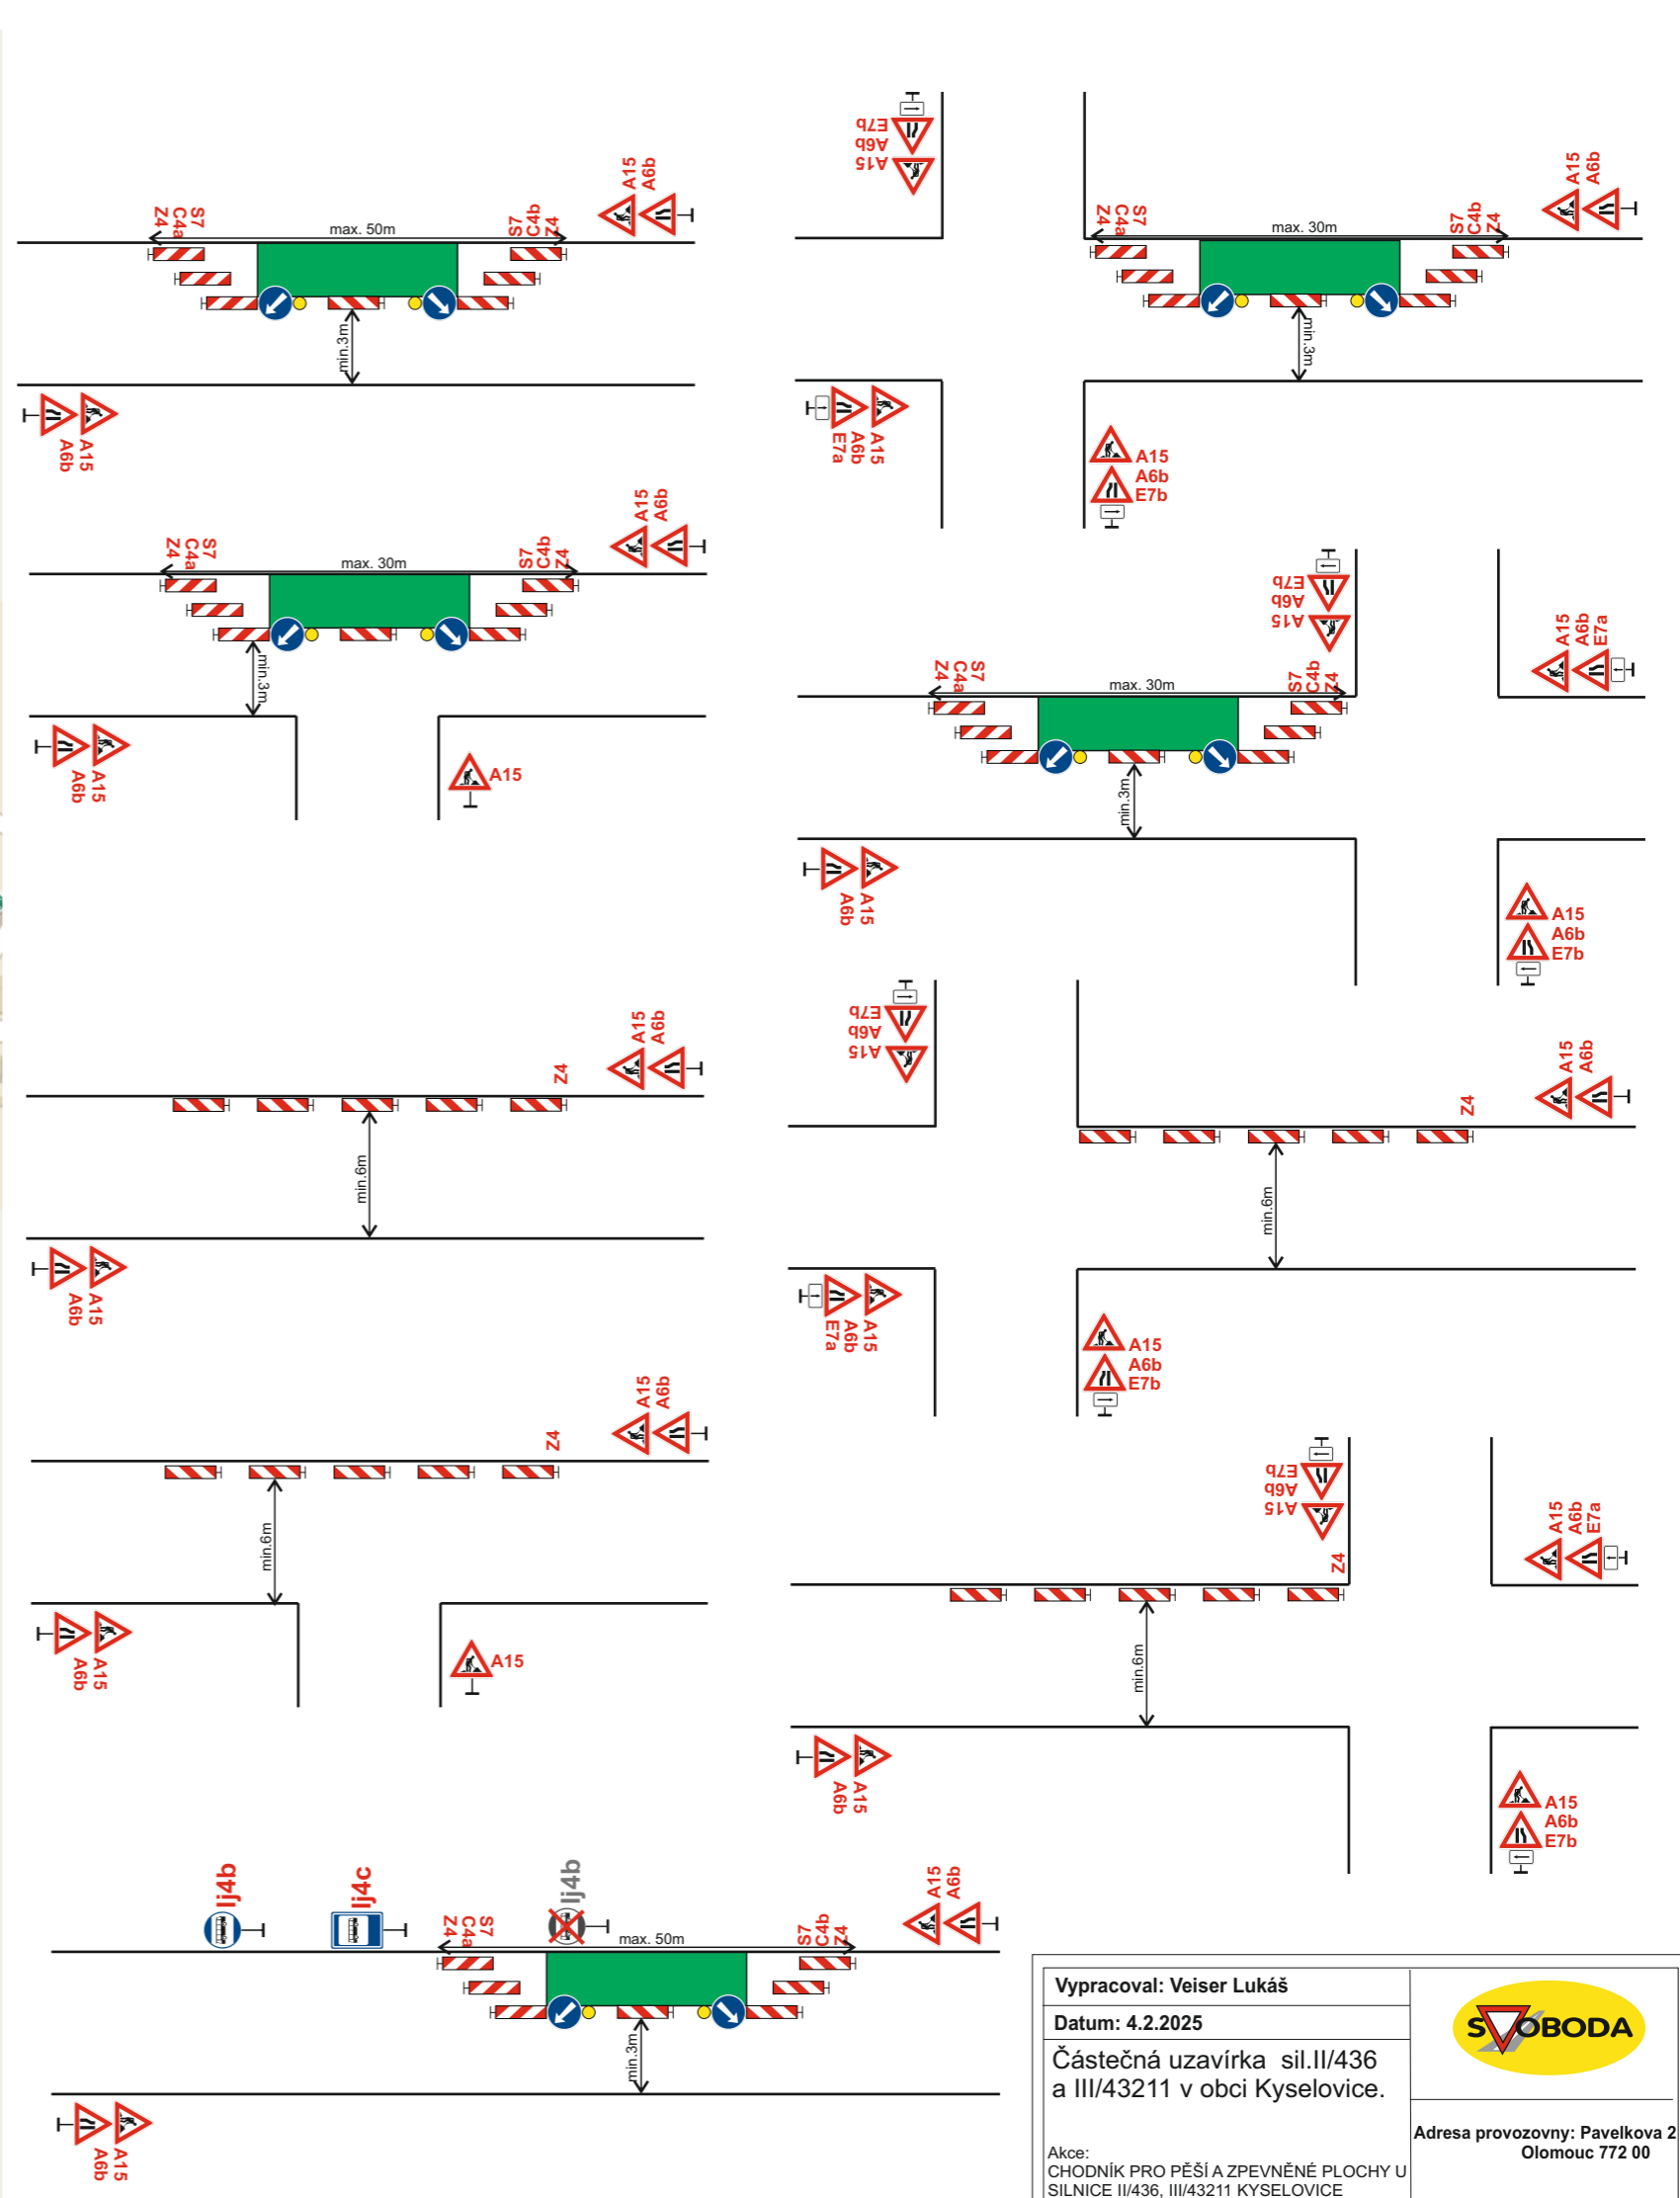 A15
A6b
S7
C4a
Z4
max. 50m
S7
C4b
Z4
min.3m
A15
A6b
E7b
A6b
A15
A15
A6b
S7
C4a
Z4
max. 30m
S7
C4b
Z4
min.3m
A15
A6b
E7a
A15
A6b
E7b
A15
A6b
S7
C4a
Z4
max. 30m
S7
C4b
Z4
min.3m
A15
A6b
A15
E7b
A6b
A15
A15
A6b
E7a
S7
C4a
Z4
max. 30m
S7
C4b
Z4
min.3m
A15
A6b
A15
A6b
E7b
A15
A6b
Z4
min.6m
A15
A6b
E7b
A6b
A15
A15
A6b
Z4
min.6m
A15
A6b
E7a
A15
A6b
E7b
A15
A6b
Z4
min.6m
A15
A6b
A15
E7b
A6b
A15
Z4
A15
A6b
E7a
min.6m
A15
A6b
A15
A6b
E7b
Ij4b
Ij4c
Ij4b
A15
A6b
S7
C4a
Z4
max. 50m
S7
C4b
Z4
min.3m
A15
A6b
Vypracoval: Veiser Lukáš
Datum: 4.2.2025
Částečná uzavírka sil.II/436
a III/43211 v obci Kyselovice.
Akce:
CHODNÍK PRO PĚŠÍ A ZPEVNĚNÉ PLOCHY U
SILNICE II/436, III/43211 KYSELOVICE
SVOBODA
Adresa provozovny: Pavelkova 2
Olomouc 772 00